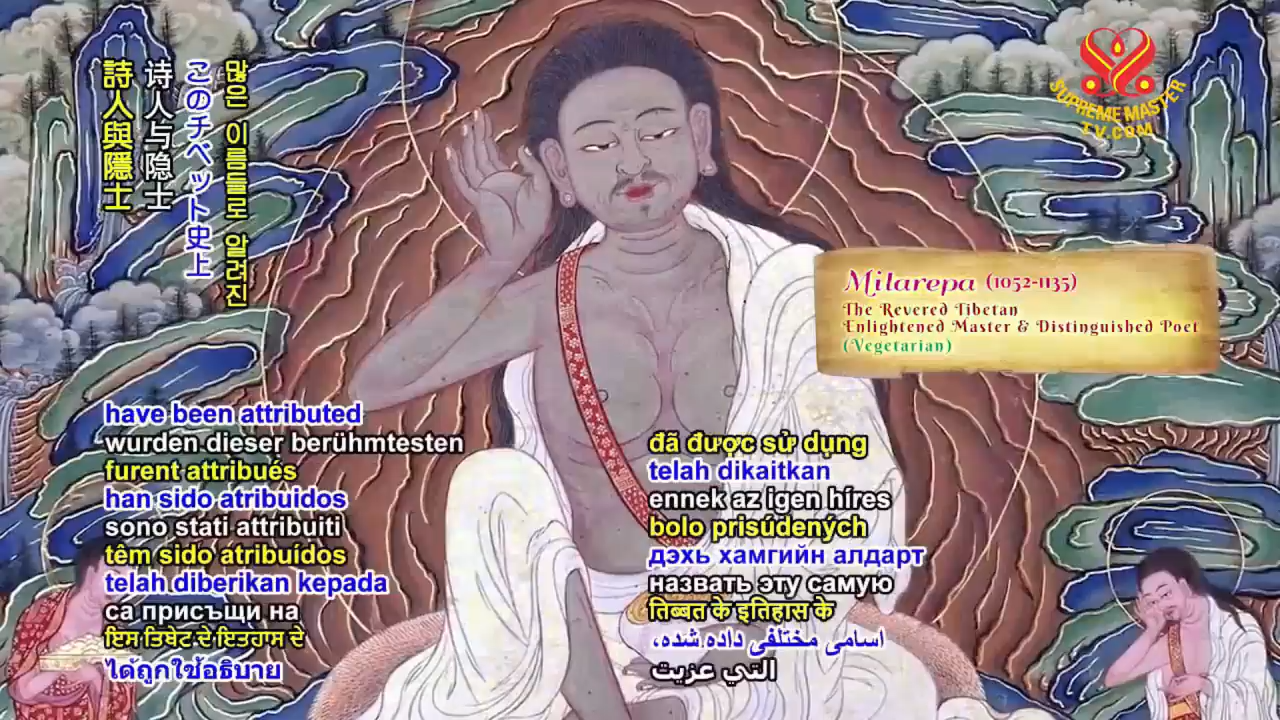 詩人與隱士
诗人与隐士
このチベット史上
많은 이름들로 알려진
SUPREME MASTER
TV.COM
Milarepa (1052-1135)
The Revered Tibetan
Enlightened Master & Distinguished Poet
(Vegetarian)
have been attributed
wurden dieser berühmtesten
furent attribués
han sido atribuidos
sono stati attribuiti
têm sido atribuídos
telah diberikan kepada
са присъщи на
ਇਸ ਤਿਬੇਟ ਦੇ ਇਤਹਾਸ ਦੇ
ได้ถูกใช้อธิบาย
đã được sử dụng
telah dikaitkan
ennek az igen híres
bolo prisúdených
дэхь хамгийн алдарт
назвать эту самую
तिब्बत के इतिहास के
اسامی مختلفی داده شده،
التي عزيت